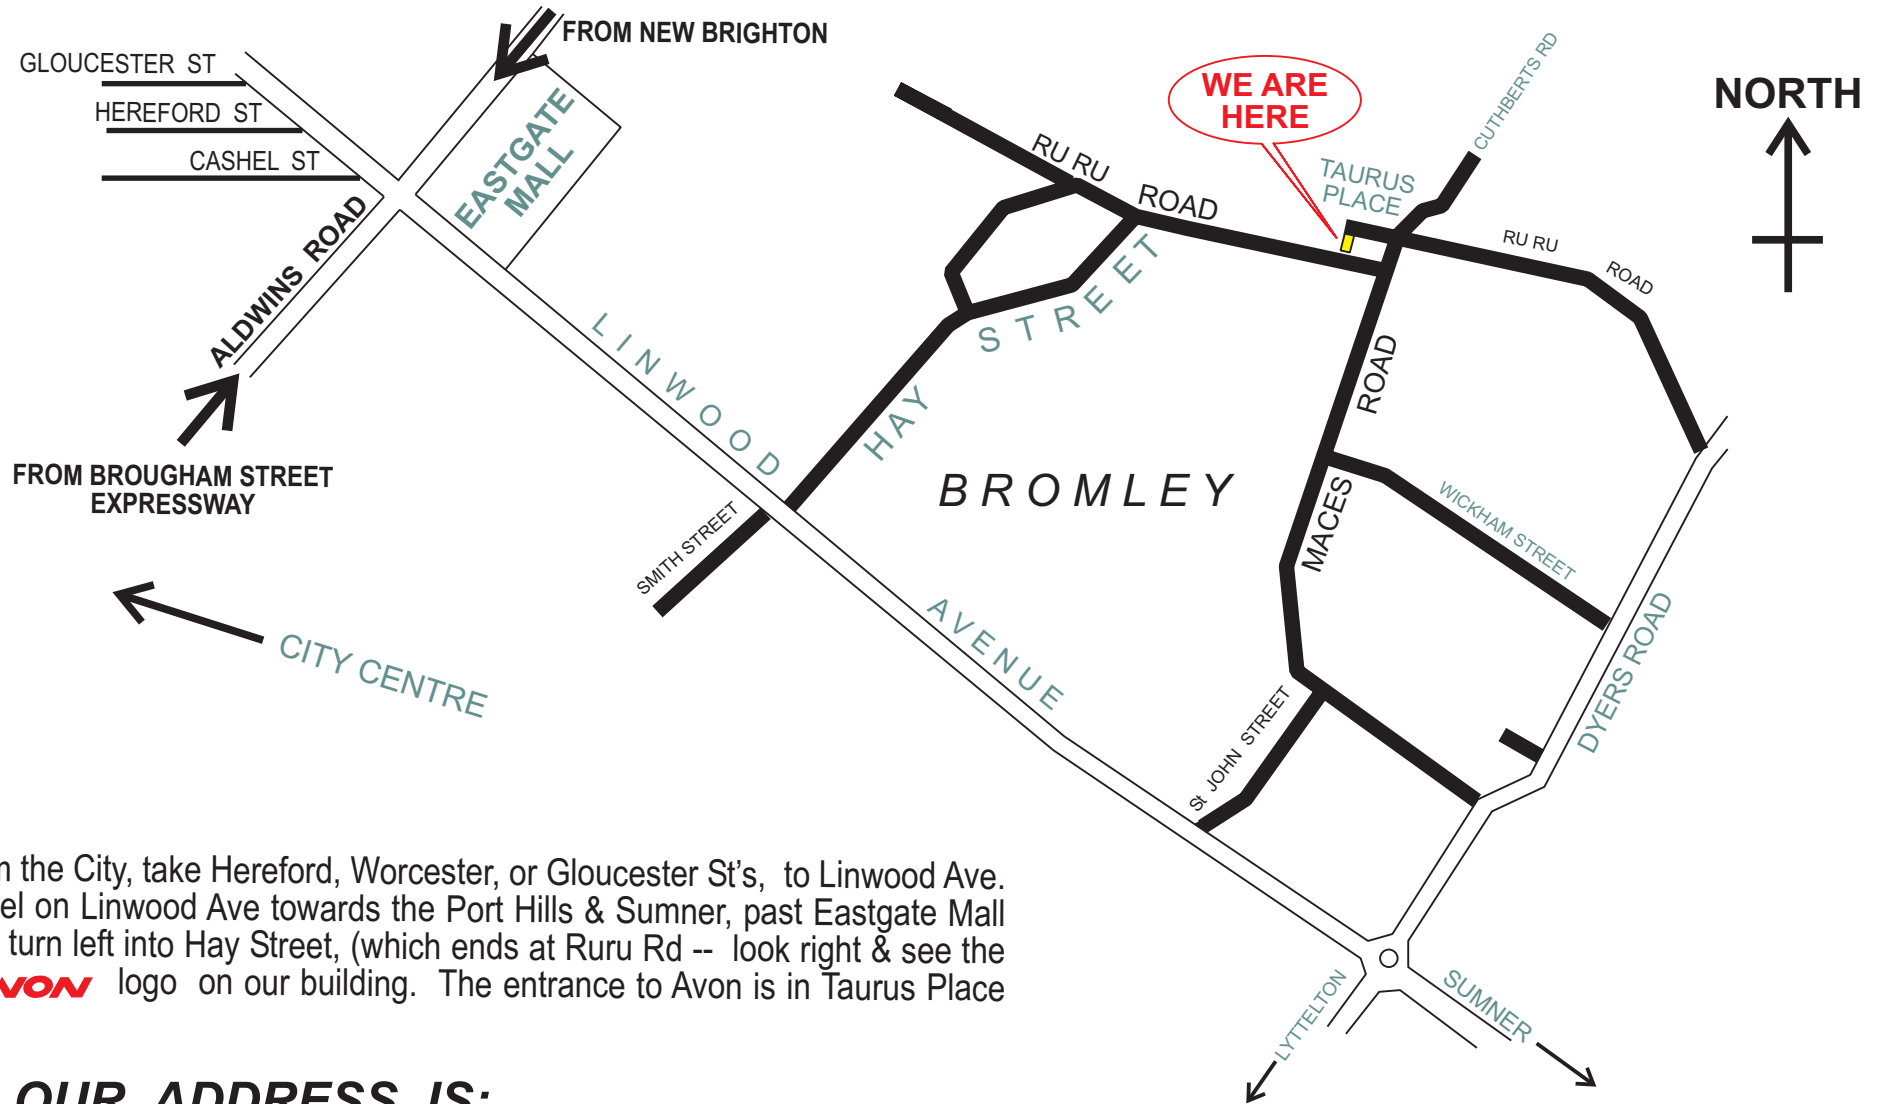 FROM NEW BRIGHTON
GLOUCESTER ST
HEREFORD ST
CASHEL ST
EASTGATE
MALL
ALDWINS ROAD
FROM BROUGHAM STREET
EXPRESSWAY
CITY CENTRE
LINWOOD
AVENUE
SMITH STREET
HAY
STREET
RU RU
ROAD
WE ARE
HERE
TAURUS
PLACE
CUTHBERTS RD
NORTH
RU RU
ROAD
BROMLEY
ROAD
MACES
WICKHAM STREET
DYERS ROAD
St JOHN STREET
LYTTELTON
SUMNER
the City, take Hereford, Worcester, or Gloucester St's, to Linwood Ave.
on Linwood Ave towards the Port Hills & Sumner, past Eastgate Mall
turn left into Hay Street, (which ends at Ruru Rd -- look right & see the
logo on our building. The entrance to Avon is in Taurus Place
OUR ADDRESS IS: